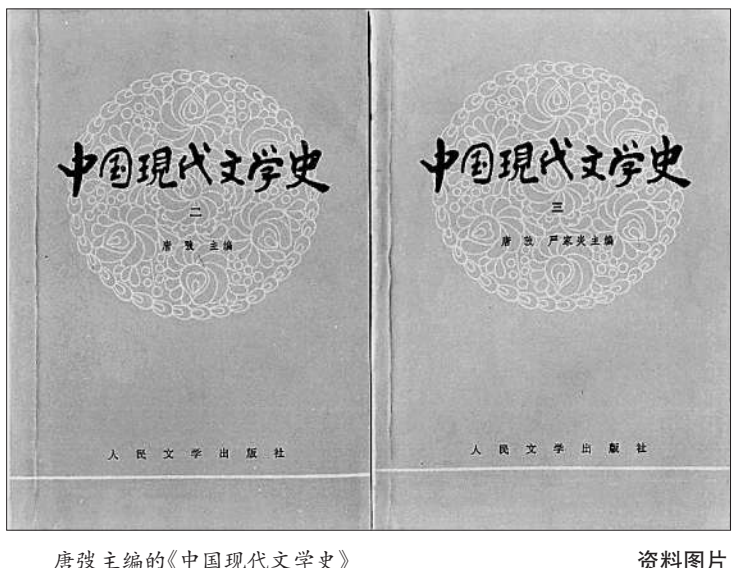 中国现代文学史
二
唐弢 主编
人民文学出版社
中国现代文学史
三
唐弢 严家炎主编
人民文学出版社
唐弢主编的《中国现代文学史》
资料图片